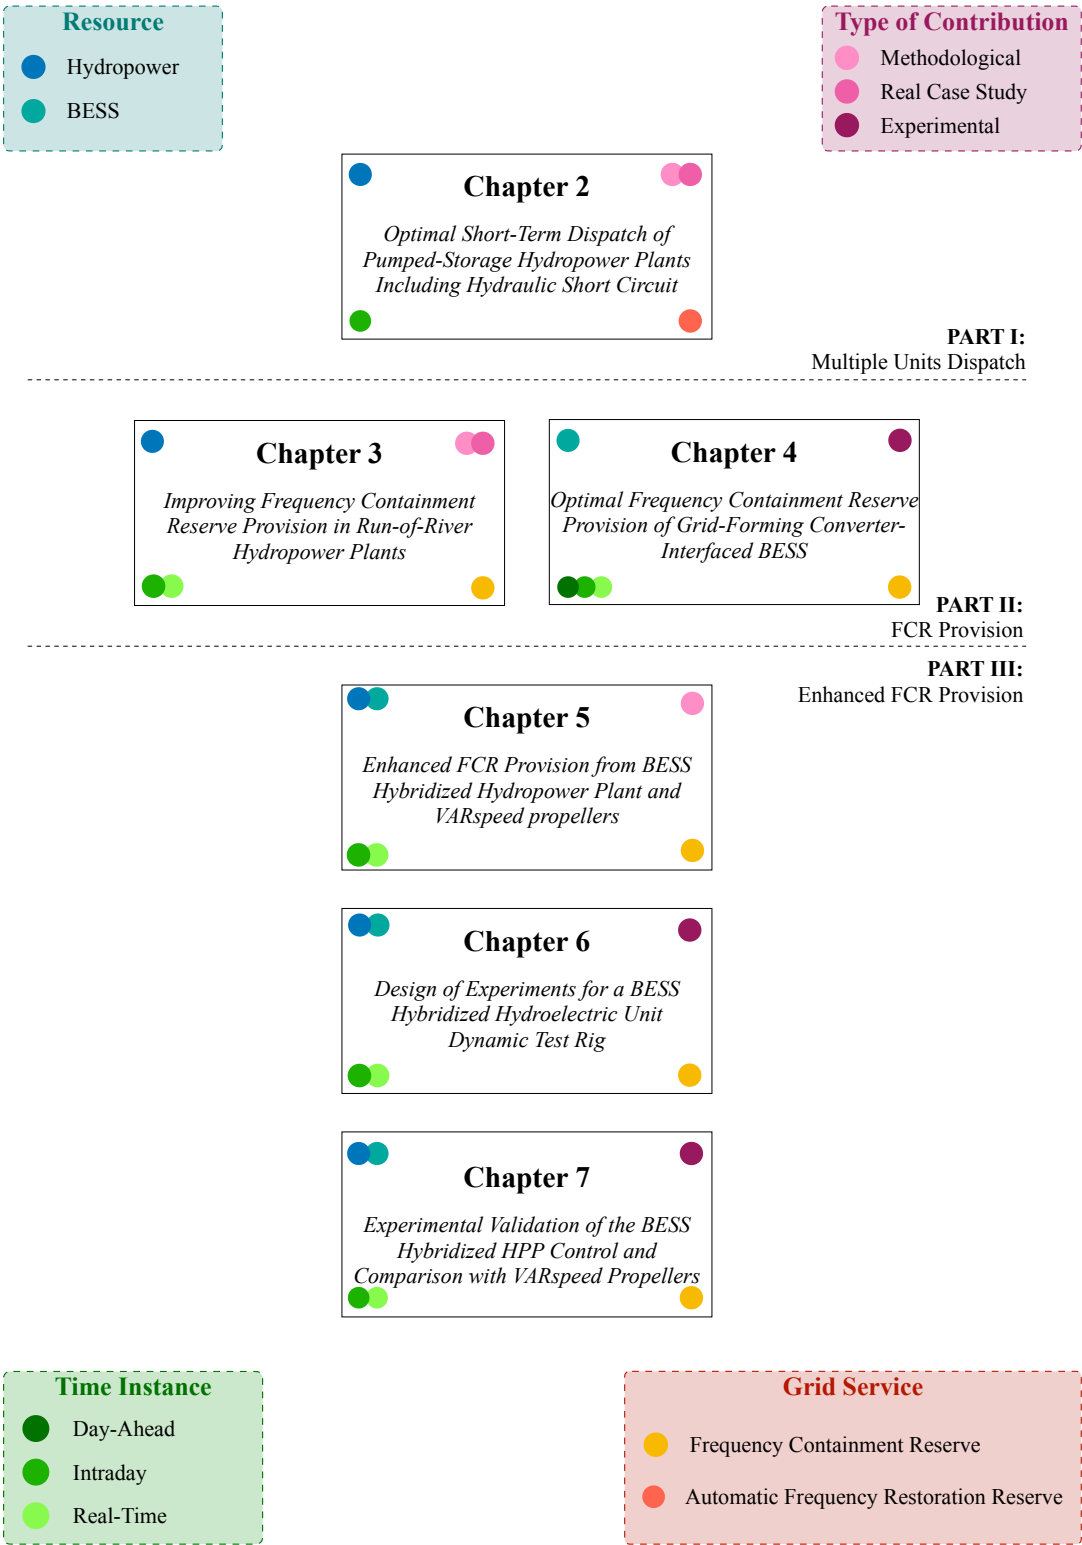 Resource
Hydropower
BESS
Type of Contribution
Methodological
Real Case Study
Experimental
Chapter 2
Optimal Short-Term Dispatch of
Pumped-Storage Hydropower Plants
Including Hydraulic Short Circuit
PART I:
Multiple Units Dispatch
Chapter 3
Improving Frequency Containment
Reserve Provision in Run-of-River
Hydropower Plants
Chapter 4
Optimal Frequency Containment Reserve
Provision of Grid-Forming Converter-
Interfaced BESS
PART II:
FCR Provision
PART III:
Enhanced FCR Provision
Chapter 5
Enhanced FCR Provision from BESS
Hybridized Hydropower Plant and
VARspeed propellers
Chapter 6
Design of Experiments for a BESS
Hybridized Hydroelectric Unit
Dynamic Test Rig
Chapter 7
Experimental Validation of the BESS
Hybridized HPP Control and
Comparison with VARspeed Propellers
Time Instance
Day-Ahead
Intraday
Real-Time
Grid Service
Frequency Containment Reserve
Automatic Frequency Restoration Reserve